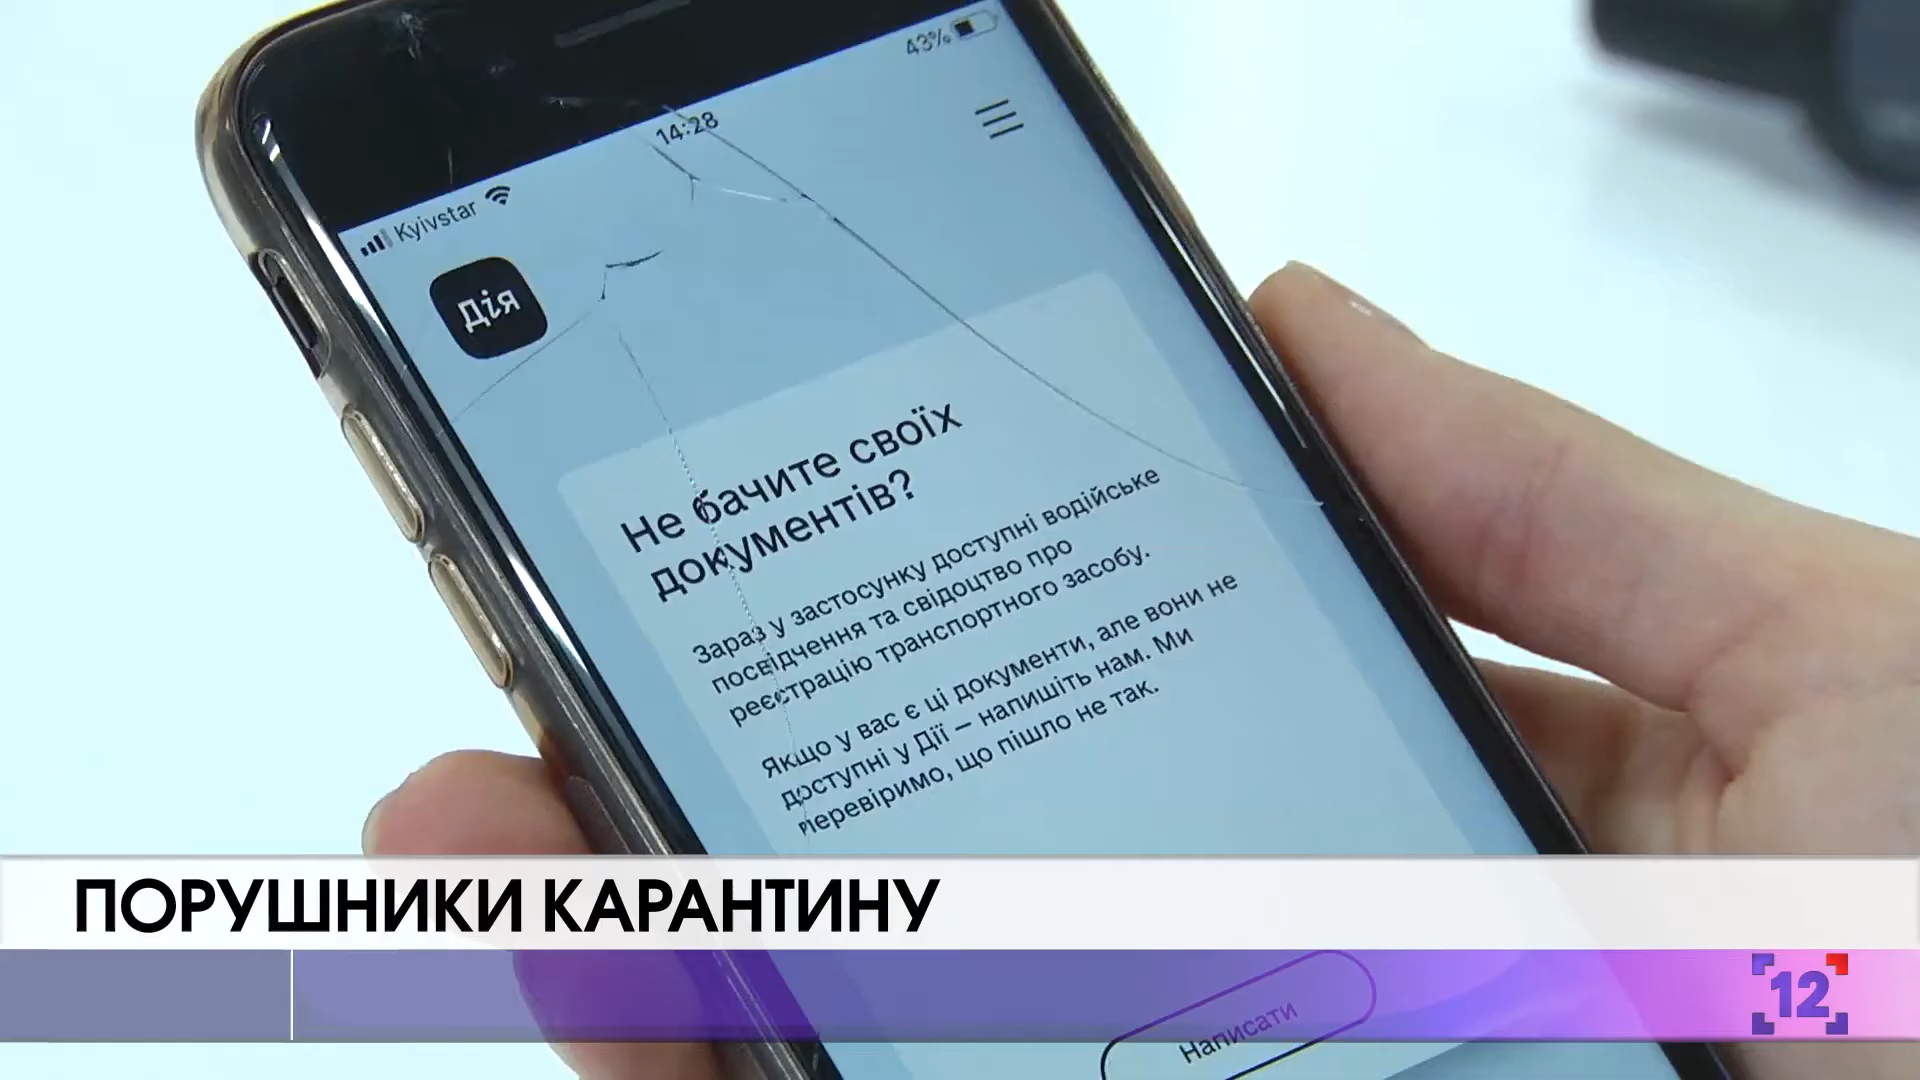 43%
14:28
Kyivstar
Дія
Не бачите своїх
документів?
Зараз у застосунку доступні водійське
посвідчення та свідоцтво про
реєстрацію транспортного засобу.
Якщо у вас є ці документи, але вони не
доступні у Дії – напишіть нам. Ми
перевіримо, що пішло не так.
ПОРУШНИКИ КАРАНТИНУ
12
Написати